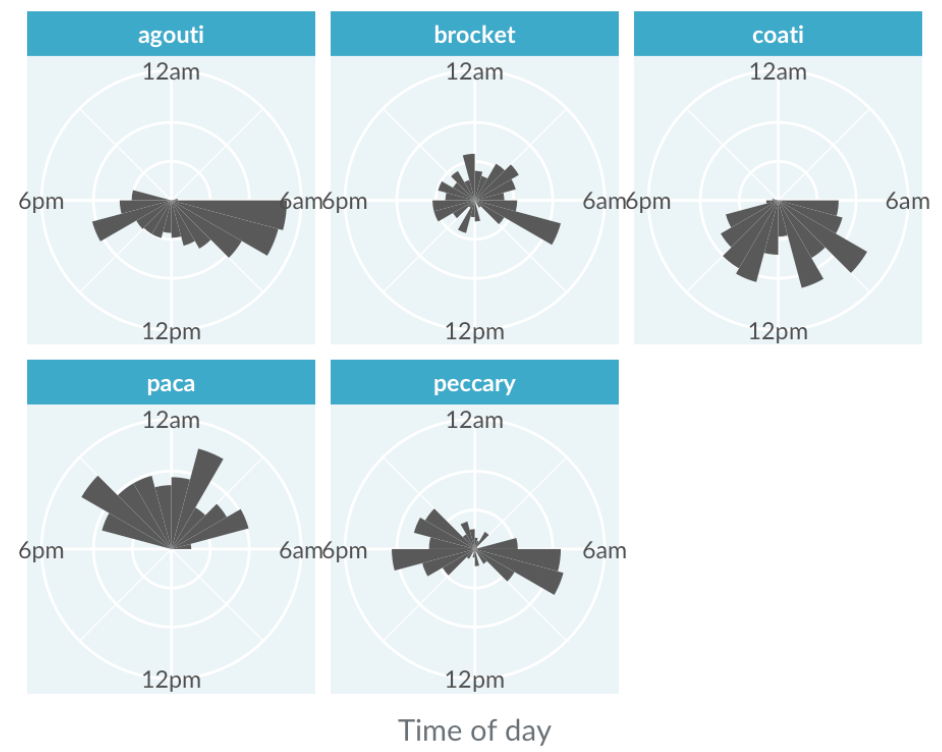 agouti brocket coati
12am 12am 12am
6pm 6am 6pm 6am 6pm 6am
12pm 12pm 12pm
paca peccary
12am 12am
6pm 6am 6pm 6am
12pm 12pm
Time of day